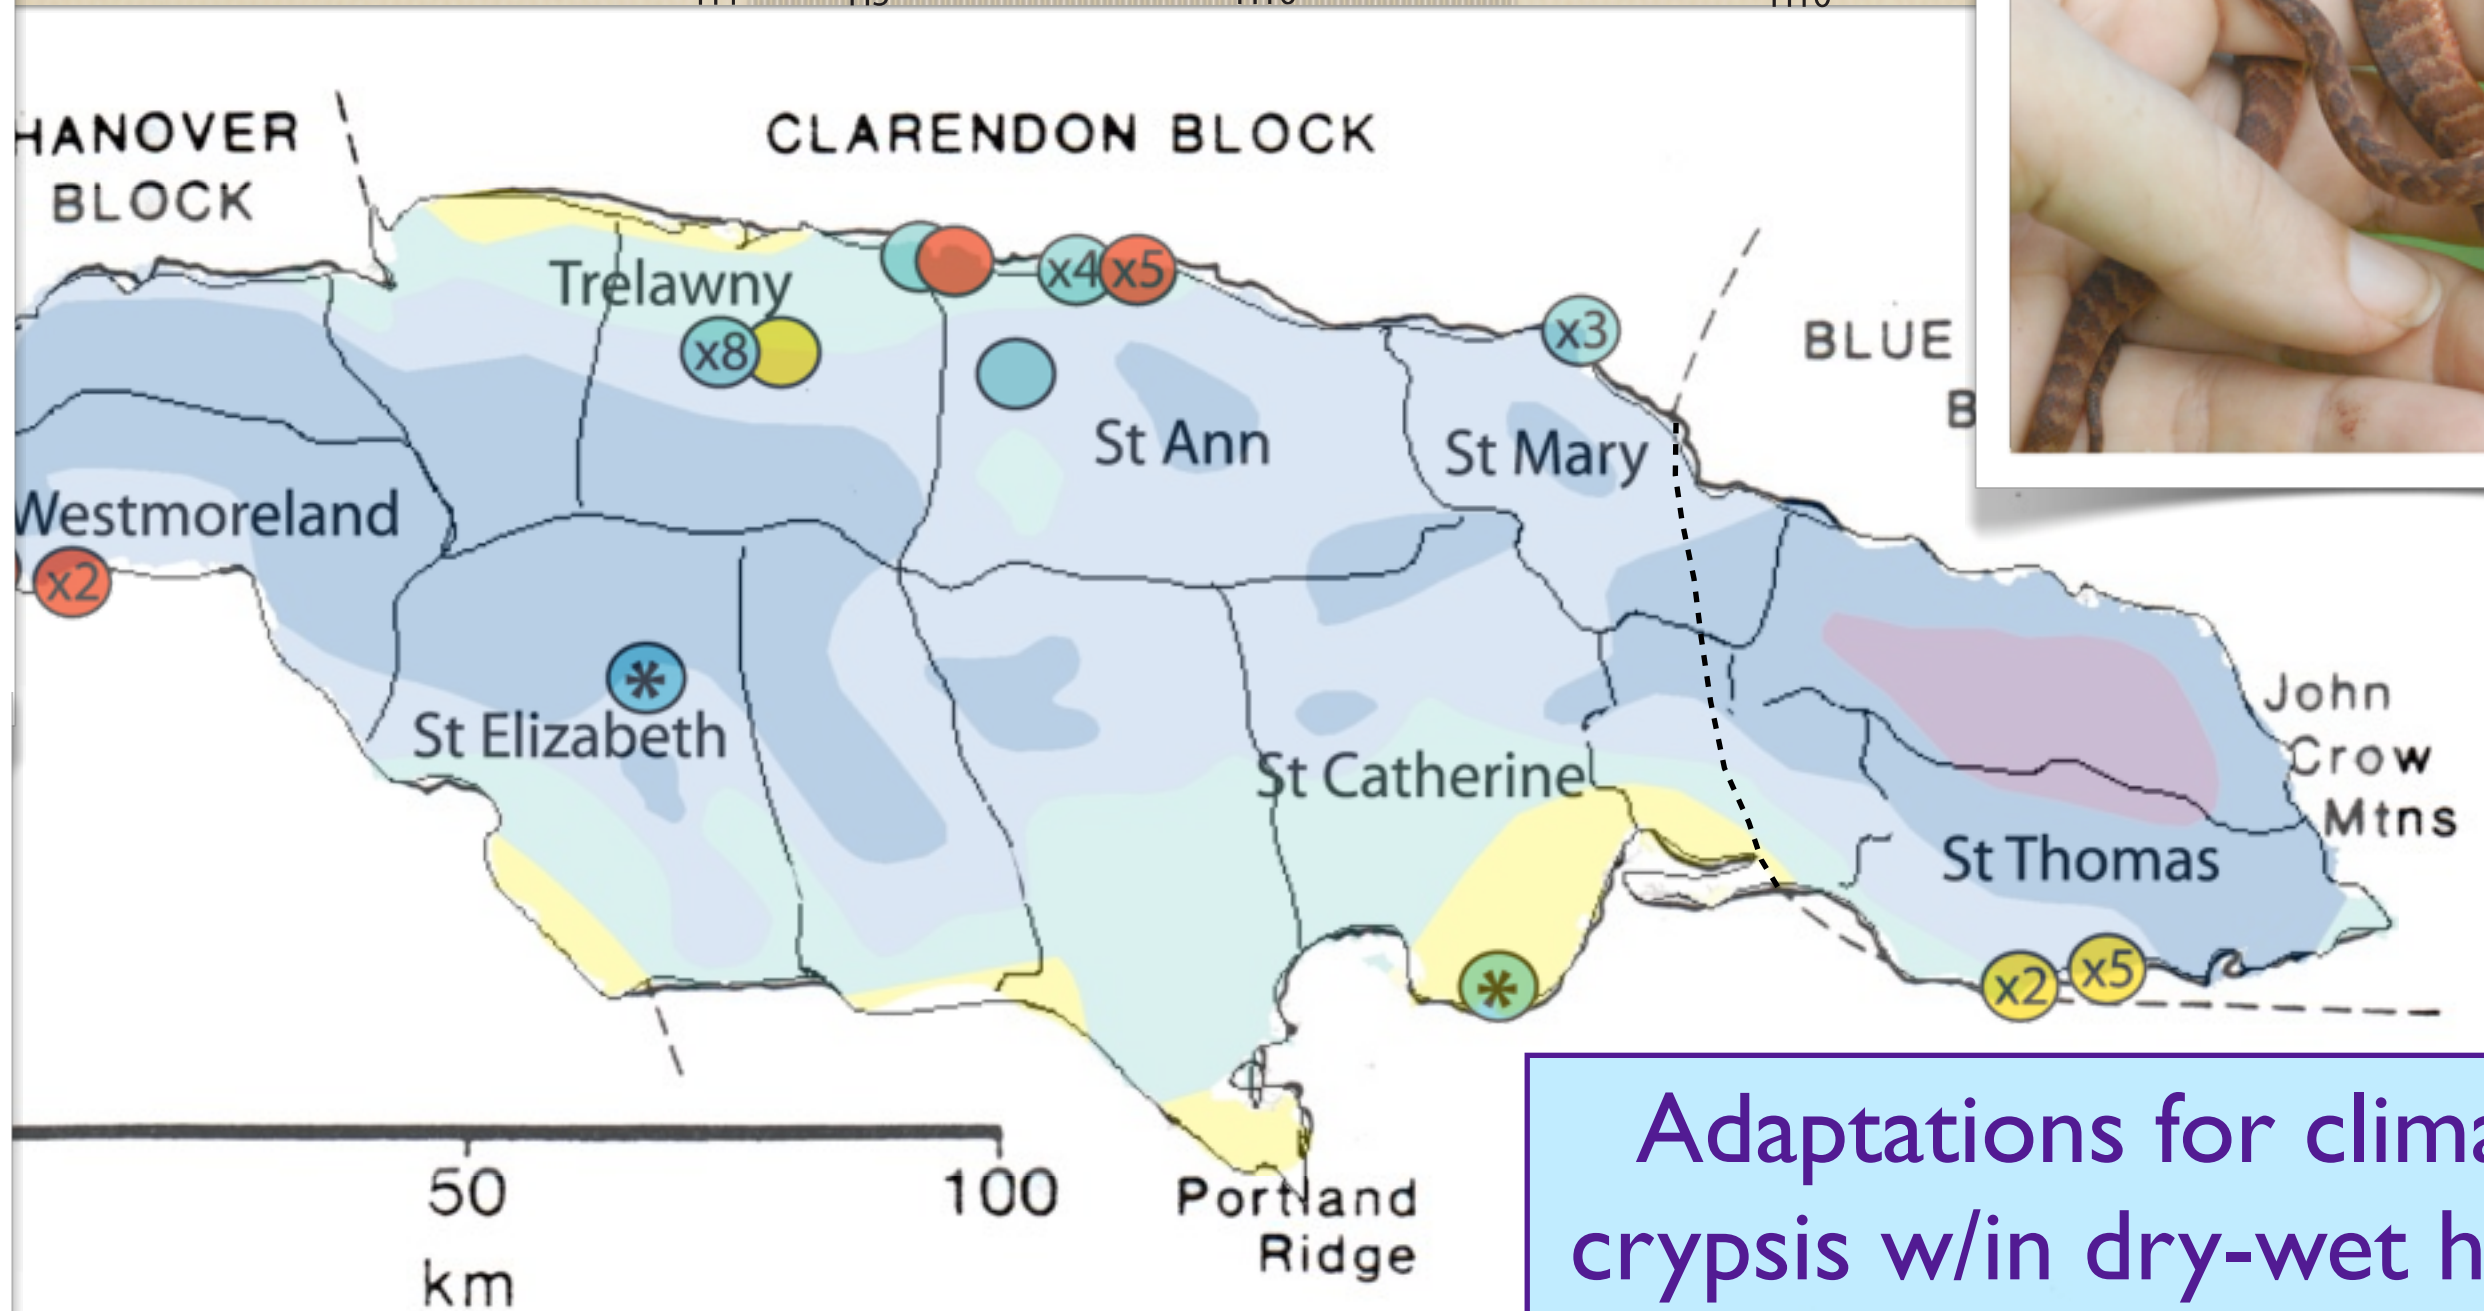 HANOVER
BLOCK
CLARENDON BLOCK
BLUE
B
Trelawny
x4
x5
x3
x8
St Ann
St Mary
Westmoreland
x2
*
St Elizabeth
St Catherine
John
Crow
Mtns
St Thomas
*
x2
x5
50
100
km
Portland
Ridge
Adaptations for clima
crypsis w/in dry-wet h